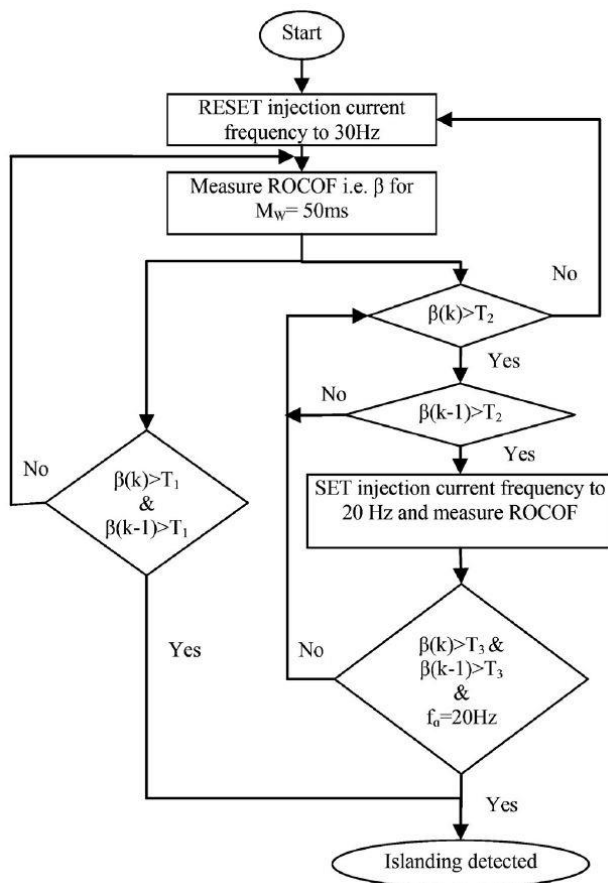 Start
RESET injection current
frequency to 30Hz
Measure ROCOF i.e. β for
M_W= 50ms
No
β(k)>T₂
Yes
No
β(k-1)>T₂
Yes
No
β(k)>T₁
&
β(k-1)>T₁
SET injection current frequency to
20 Hz and measure ROCOF
Yes
No
β(k)>T₃ &
β(k-1)>T₃
&
fₐ=20Hz
Yes
Islanding detected